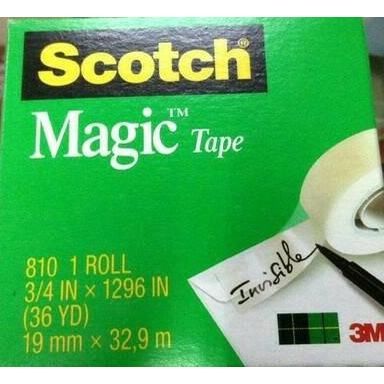 Scotch®
Magic™ Tape
Invisible
810 1 ROLL
3/4 IN × 1296 IN
(36 YD)
19 mm × 32,9 m
3M